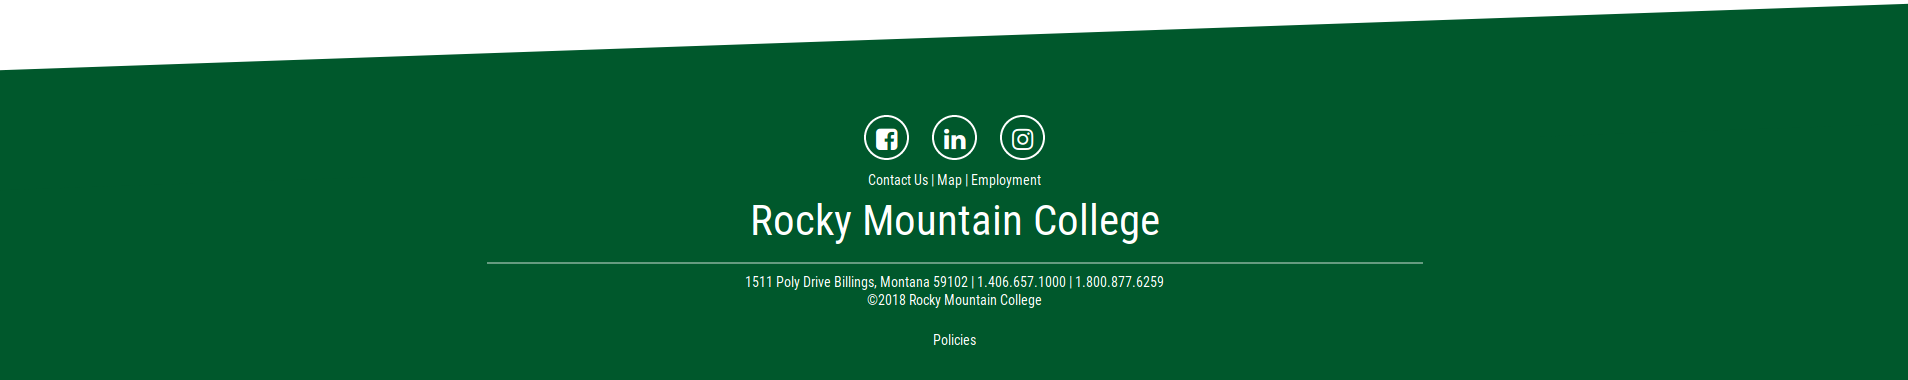 Contact Us | Map | Employment
Rocky Mountain College
1511 Poly Drive Billings, Montana 59102 | 1.406.657.1000 | 1.800.877.6259
©2018 Rocky Mountain College
Policies